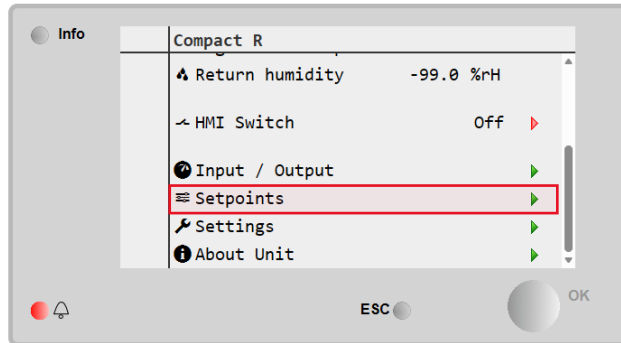 Info
Compact R
Return humidity -99.0 %rH
HMI Switch Off
Input / Output
Setpoints
Settings
About Unit
ESC
OK